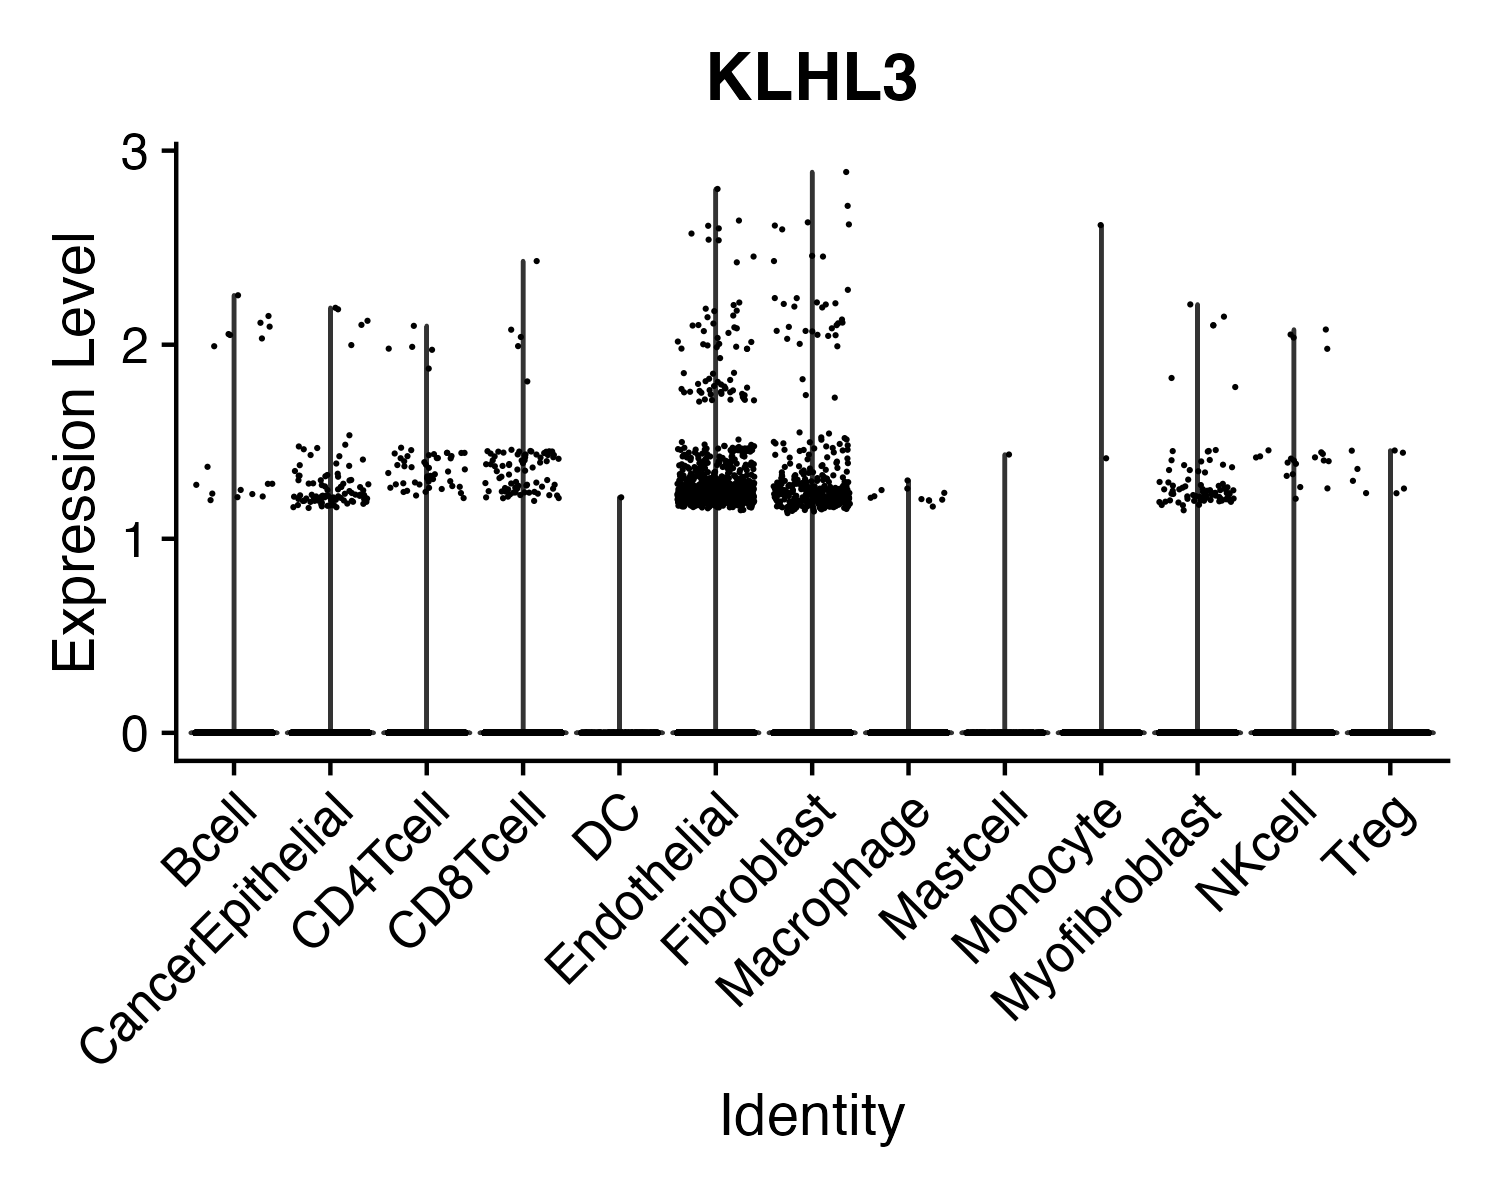 KLHL3
Expression Level
3
2
1
0
Bcell
CancerEpithelial
CD4Tcell
CD8Tcell
DC
Endothelial
Fibroblast
Macrophage
Mastcell
Monocyte
Myofibroblast
NKcell
Treg
Identity